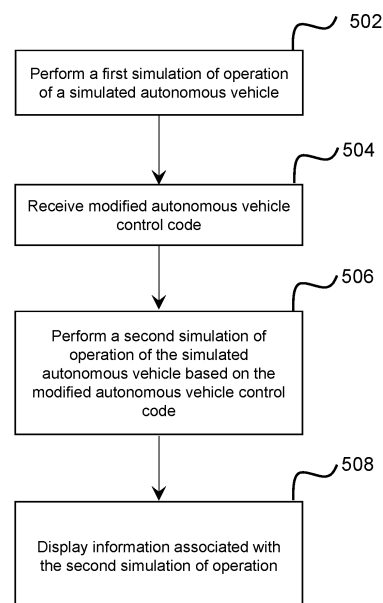 502
Perform a first simulation of operation
of a simulated autonomous vehicle
504
Receive modified autonomous vehicle
control code
506
Perform a second simulation of
operation of the simulated
autonomous vehicle based on the
modified autonomous vehicle control
code
508
Display information associated with
the second simulation of operation